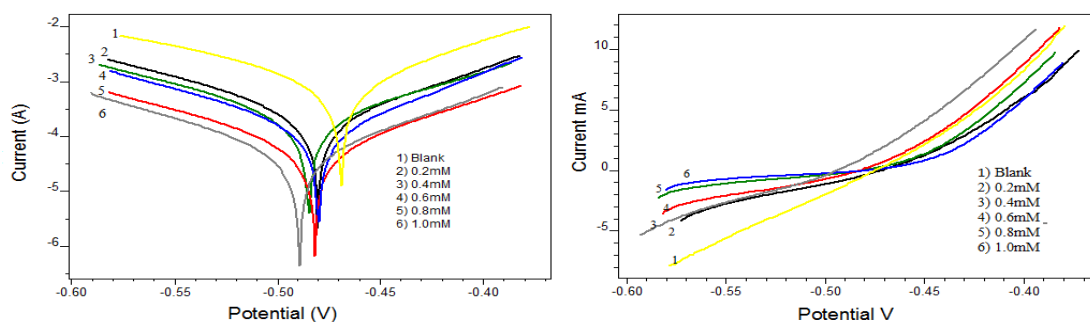 Current (A)
-2
-3
-4
-5
-6
1
2
3
4
5
6
1) Blank
2) 0.2mM
3) 0.4mM
4) 0.6mM
5) 0.8mM
6) 1.0mM
-0.60
-0.55
-0.50
-0.45
-0.40
Potential (V)
Current mA
10
5
0
-5
6
5
4
3
2
1
1) Blank
2) 0.2mM
3) 0.4mM
4) 0.6mM
5) 0.8mM
6) 1.0mM
-0.60
-0.55
-0.50
-0.45
-0.40
Potential V